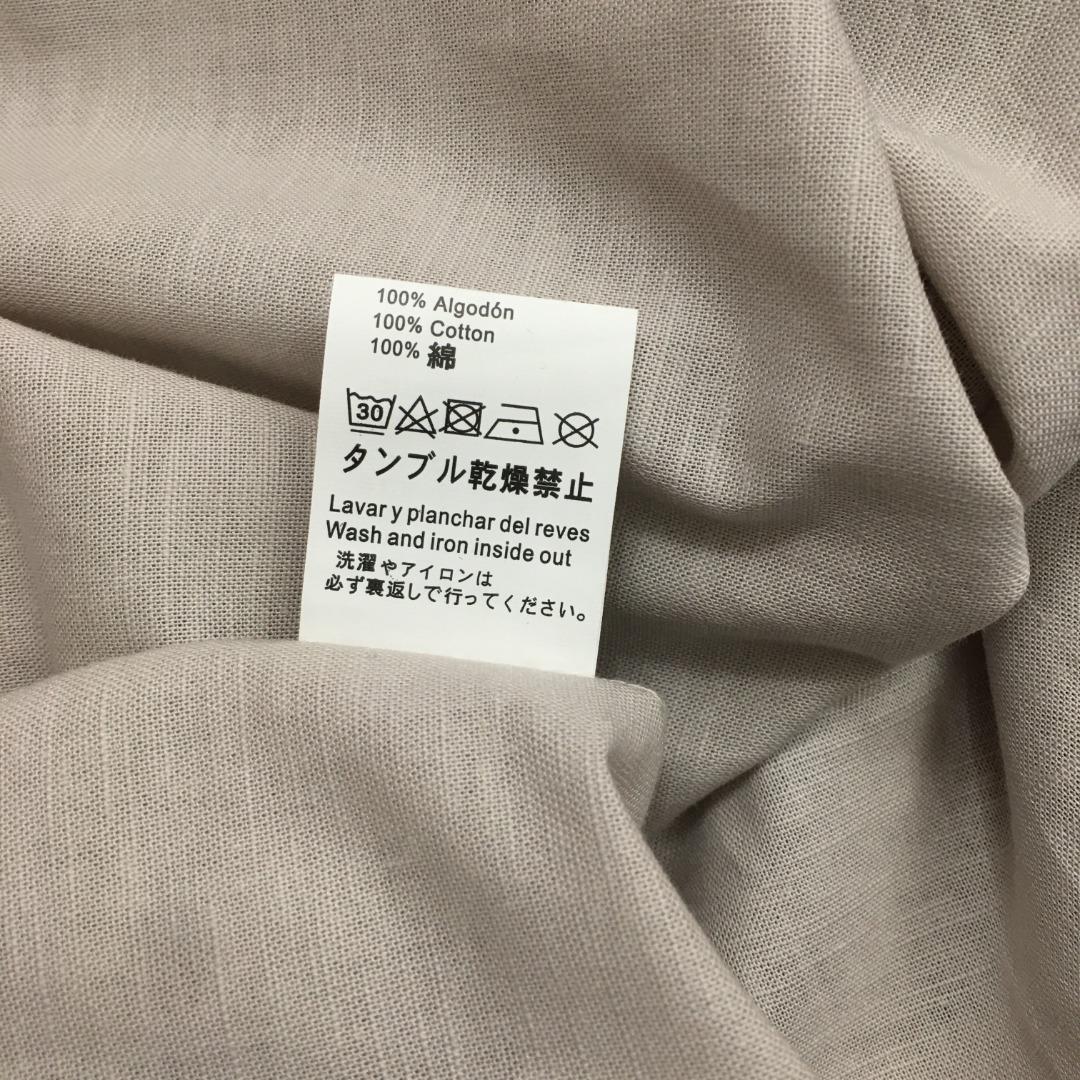 100% Algodón
100% Cotton
100% 綿
30
タンブル乾燥禁止
Lavar y planchar del reves
Wash and iron inside out
洗濯やアイロンは
必ず裏返しで行ってください。